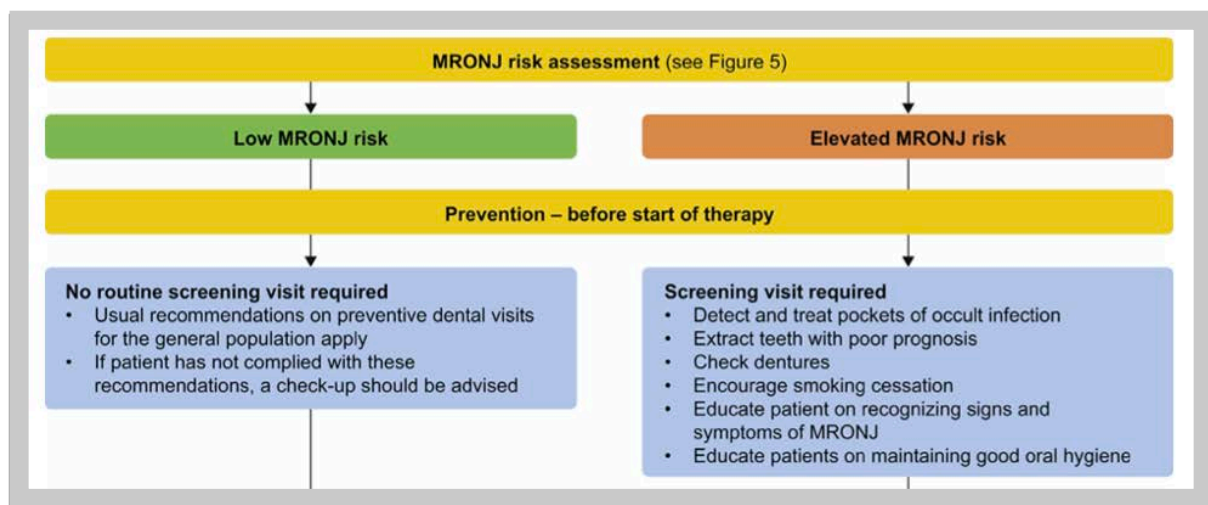 MRONJ risk assessment (see Figure 5)
Low MRONJ risk
Elevated MRONJ risk
Prevention – before start of therapy
No routine screening visit required
• Usual recommendations on preventive dental visits
for the general population apply
• If patient has not complied with these
recommendations, a check-up should be advised
Screening visit required
• Detect and treat pockets of occult infection
• Extract teeth with poor prognosis
• Check dentures
• Encourage smoking cessation
• Educate patient on recognizing signs and
symptoms of MRONJ
• Educate patients on maintaining good oral hygiene